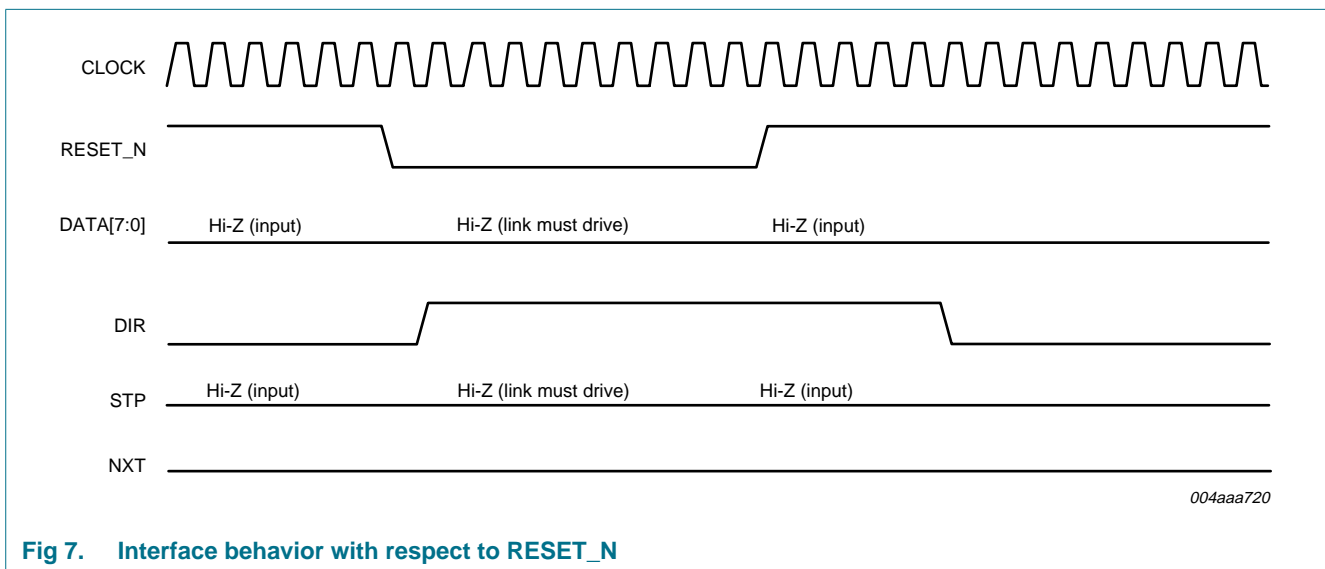 CLOCK
RESET_N
DATA[7:0] Hi-Z (input) Hi-Z (link must drive) Hi-Z (input)
DIR
STP Hi-Z (input) Hi-Z (link must drive) Hi-Z (input)
NXT
004aaa720
Fig 7. Interface behavior with respect to RESET_N